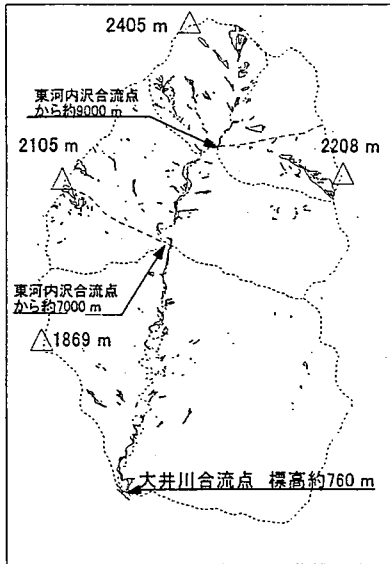 2405 m
東河内沢合流点
から約9000 m
2105 m
2208 m
東河内沢合流点
から約7000 m
1869 m
大井川合流点 標高約760 m